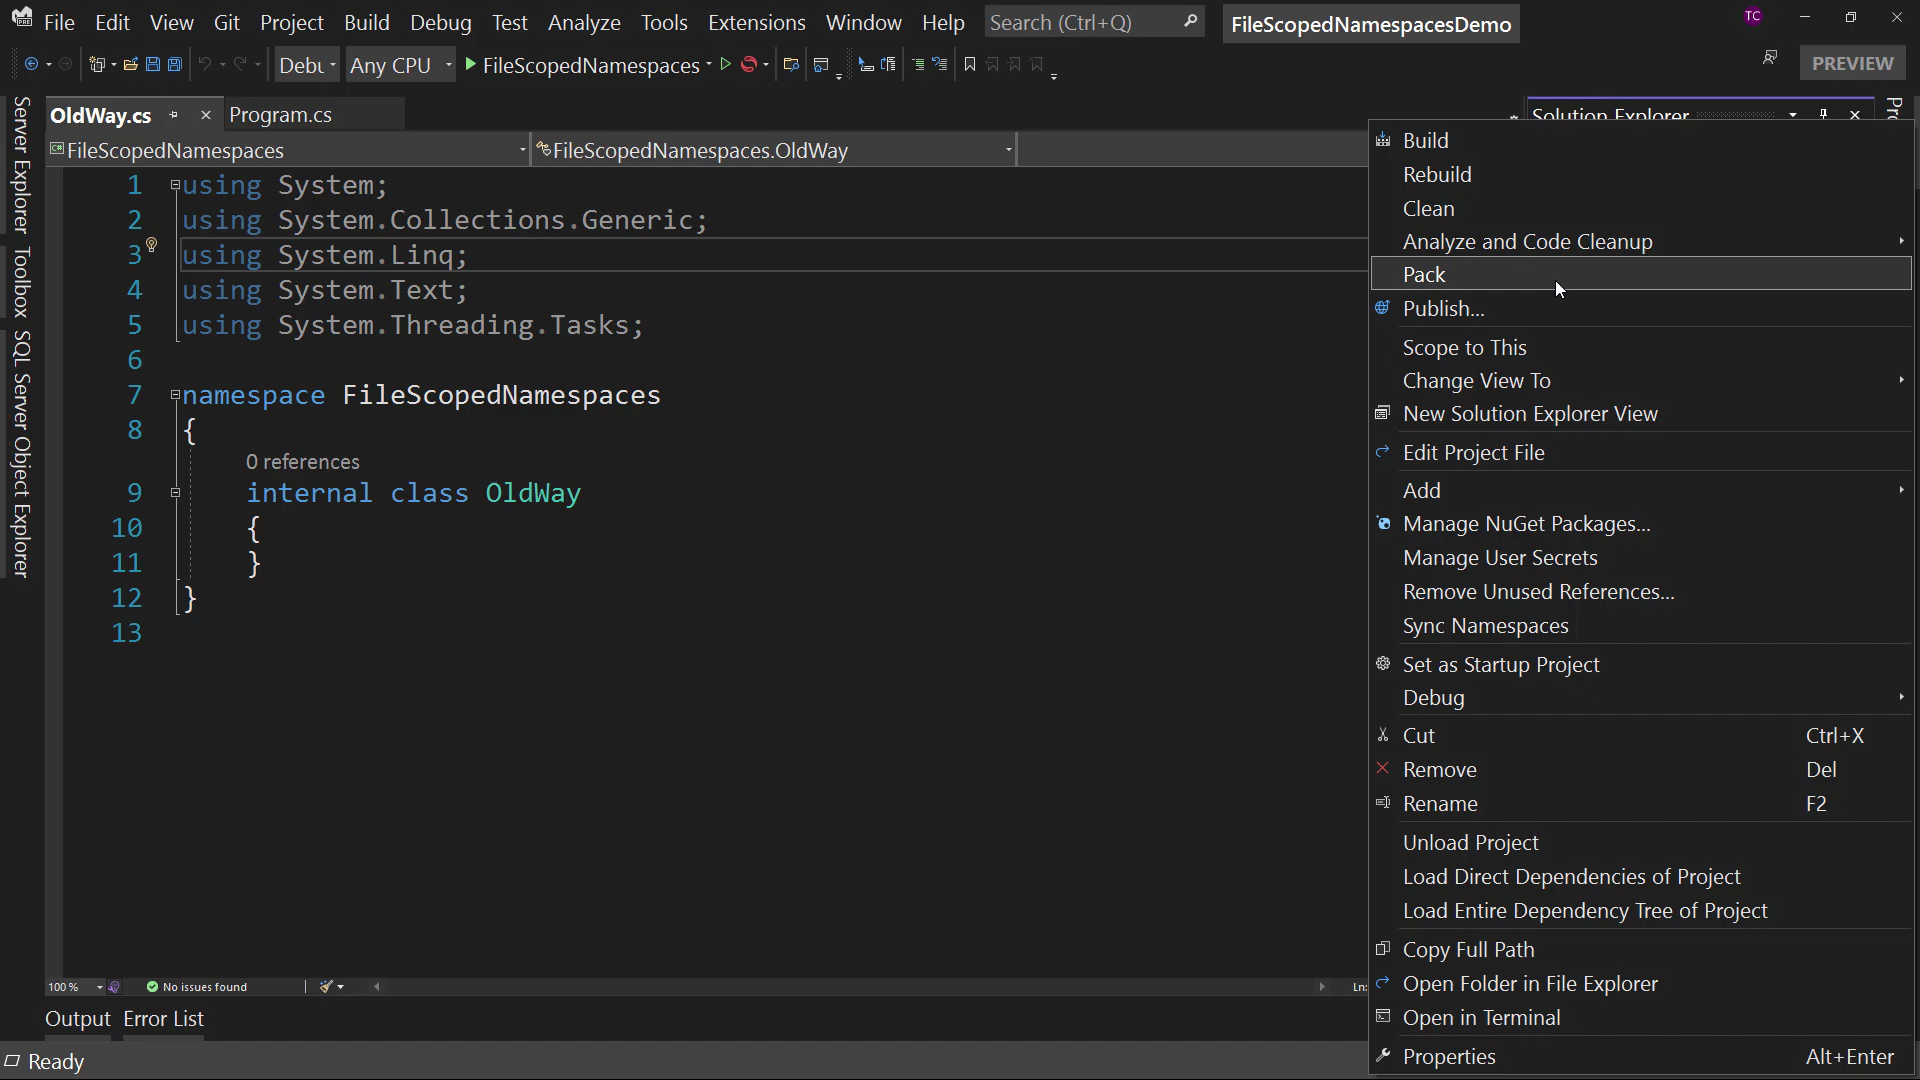 File Edit View Git Project Build Debug Test Analyze Tools Extensions Window Help Search (Ctrl+Q) FileScopedNamespacesDemo TC
Debu Any CPU FileScopedNamespaces PREVIEW
Server Explorer
Toolbox
SQL Server Object Explorer
OldWay.cs Program.cs
FileScopedNamespaces FileScopedNamespaces.OldWay
1 using System;
2 using System.Collections.Generic;
3 using System.Linq;
4 using System.Text;
5 using System.Threading.Tasks;
6
7 namespace FileScopedNamespaces
8 {
0 references
9 internal class OldWay
10 {
11 }
12 }
13
100 % No issues found Ln:
Output Error List
Ready
Solution Explorer
Build
Rebuild
Clean
Analyze and Code Cleanup
Pack
Publish...
Scope to This
Change View To
New Solution Explorer View
Edit Project File
Add
Manage NuGet Packages...
Manage User Secrets
Remove Unused References...
Sync Namespaces
Set as Startup Project
Debug
Cut Ctrl+X
Remove Del
Rename F2
Unload Project
Load Direct Dependencies of Project
Load Entire Dependency Tree of Project
Copy Full Path
Open Folder in File Explorer
Open in Terminal
Properties Alt+Enter